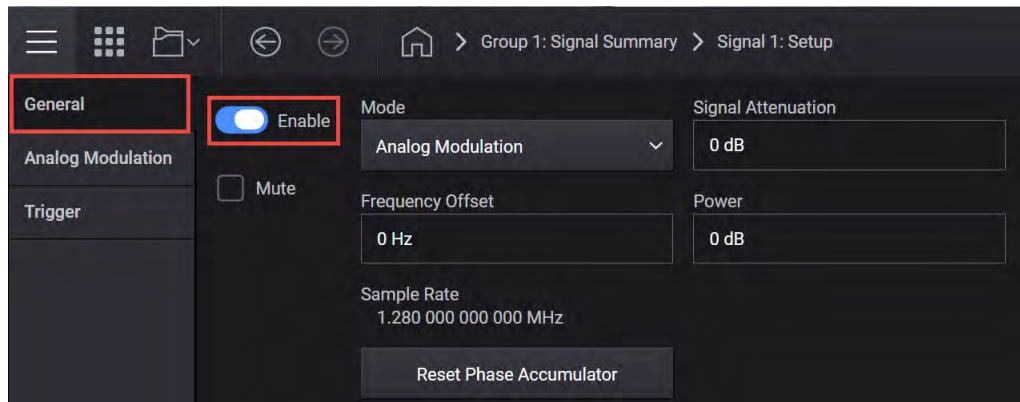 Group 1: Signal Summary > Signal 1: Setup
General
Analog Modulation
Trigger
Enable
Mute
Mode
Analog Modulation
Signal Attenuation
0 dB
Frequency Offset
0 Hz
Power
0 dB
Sample Rate
1.280 000 000 000 MHz
Reset Phase Accumulator